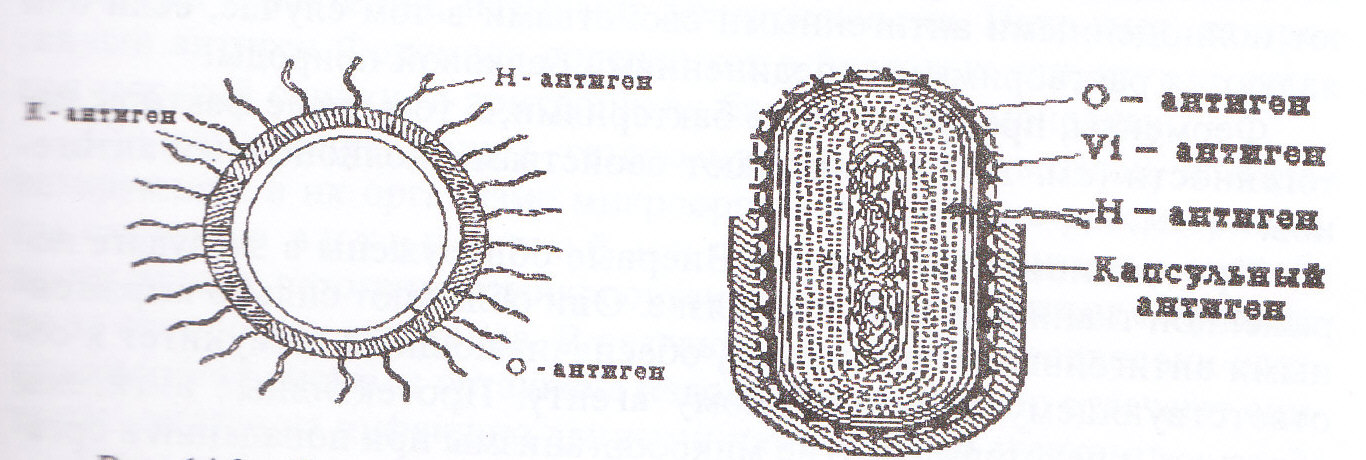 Н - антиген
К - антиген
О - антиген
О - антиген
Vi - антиген
Н - антиген
Капсульный
антиген